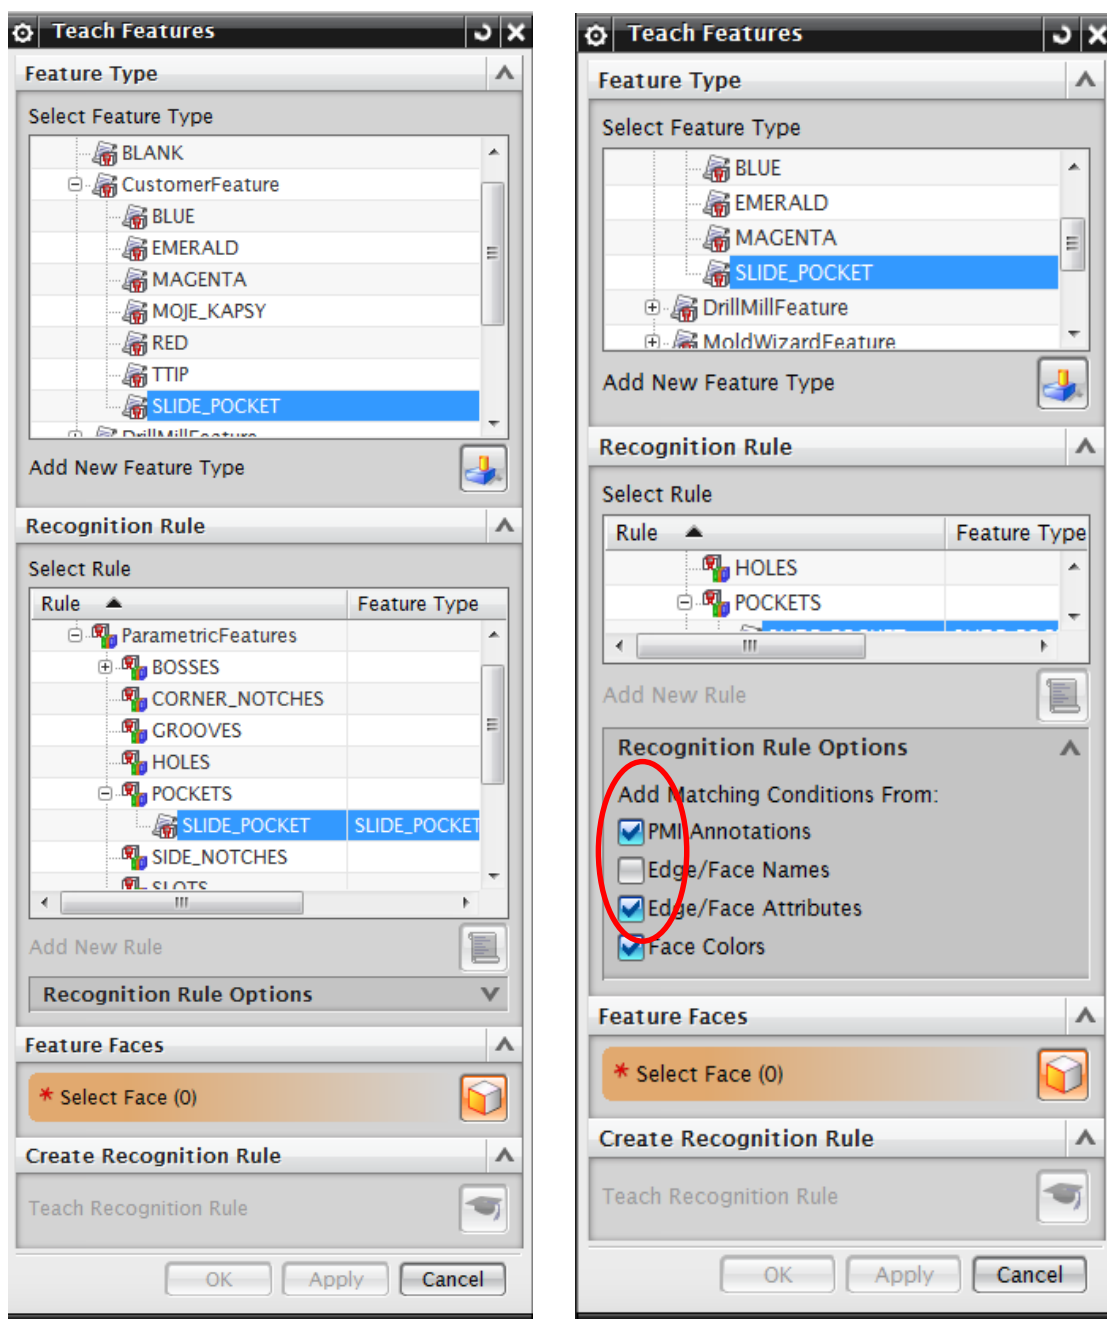 Teach Features
Feature Type
Select Feature Type
BLANK
CustomerFeature
BLUE
EMERALD
MAGENTA
MOJE_KAPSY
RED
TTIP
SLIDE_POCKET
DrillMillFeature
Add New Feature Type
Recognition Rule
Select Rule
Rule Feature Type
ParametricFeatures
BOSSES
CORNER_NOTCHES
GROOVES
HOLES
POCKETS
SLIDE_POCKET SLIDE_POCKET
SIDE_NOTCHES
SLOTS
Add New Rule
Recognition Rule Options
Feature Faces
* Select Face (0)
Create Recognition Rule
Teach Recognition Rule
OK Apply Cancel
Teach Features
Feature Type
Select Feature Type
BLUE
EMERALD
MAGENTA
SLIDE_POCKET
DrillMillFeature
MoldWizardFeature
Add New Feature Type
Recognition Rule
Select Rule
Rule Feature Type
HOLES
POCKETS
Add New Rule
Recognition Rule Options
Add Matching Conditions From:
PMI Annotations
Edge/Face Names
Edge/Face Attributes
Face Colors
Feature Faces
* Select Face (0)
Create Recognition Rule
Teach Recognition Rule
OK Apply Cancel